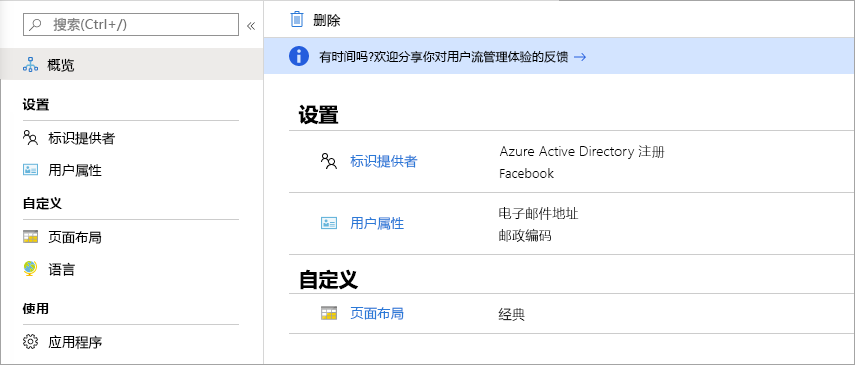 搜索(Ctrl+/)
«
概览
设置
标识提供者
用户属性
自定义
页面布局
语言
使用
应用程序
删除
有时间吗?欢迎分享你对用户流管理体验的反馈 →
设置
标识提供者
Azure Active Directory 注册
Facebook
用户属性
电子邮件地址
邮政编码
自定义
页面布局
经典